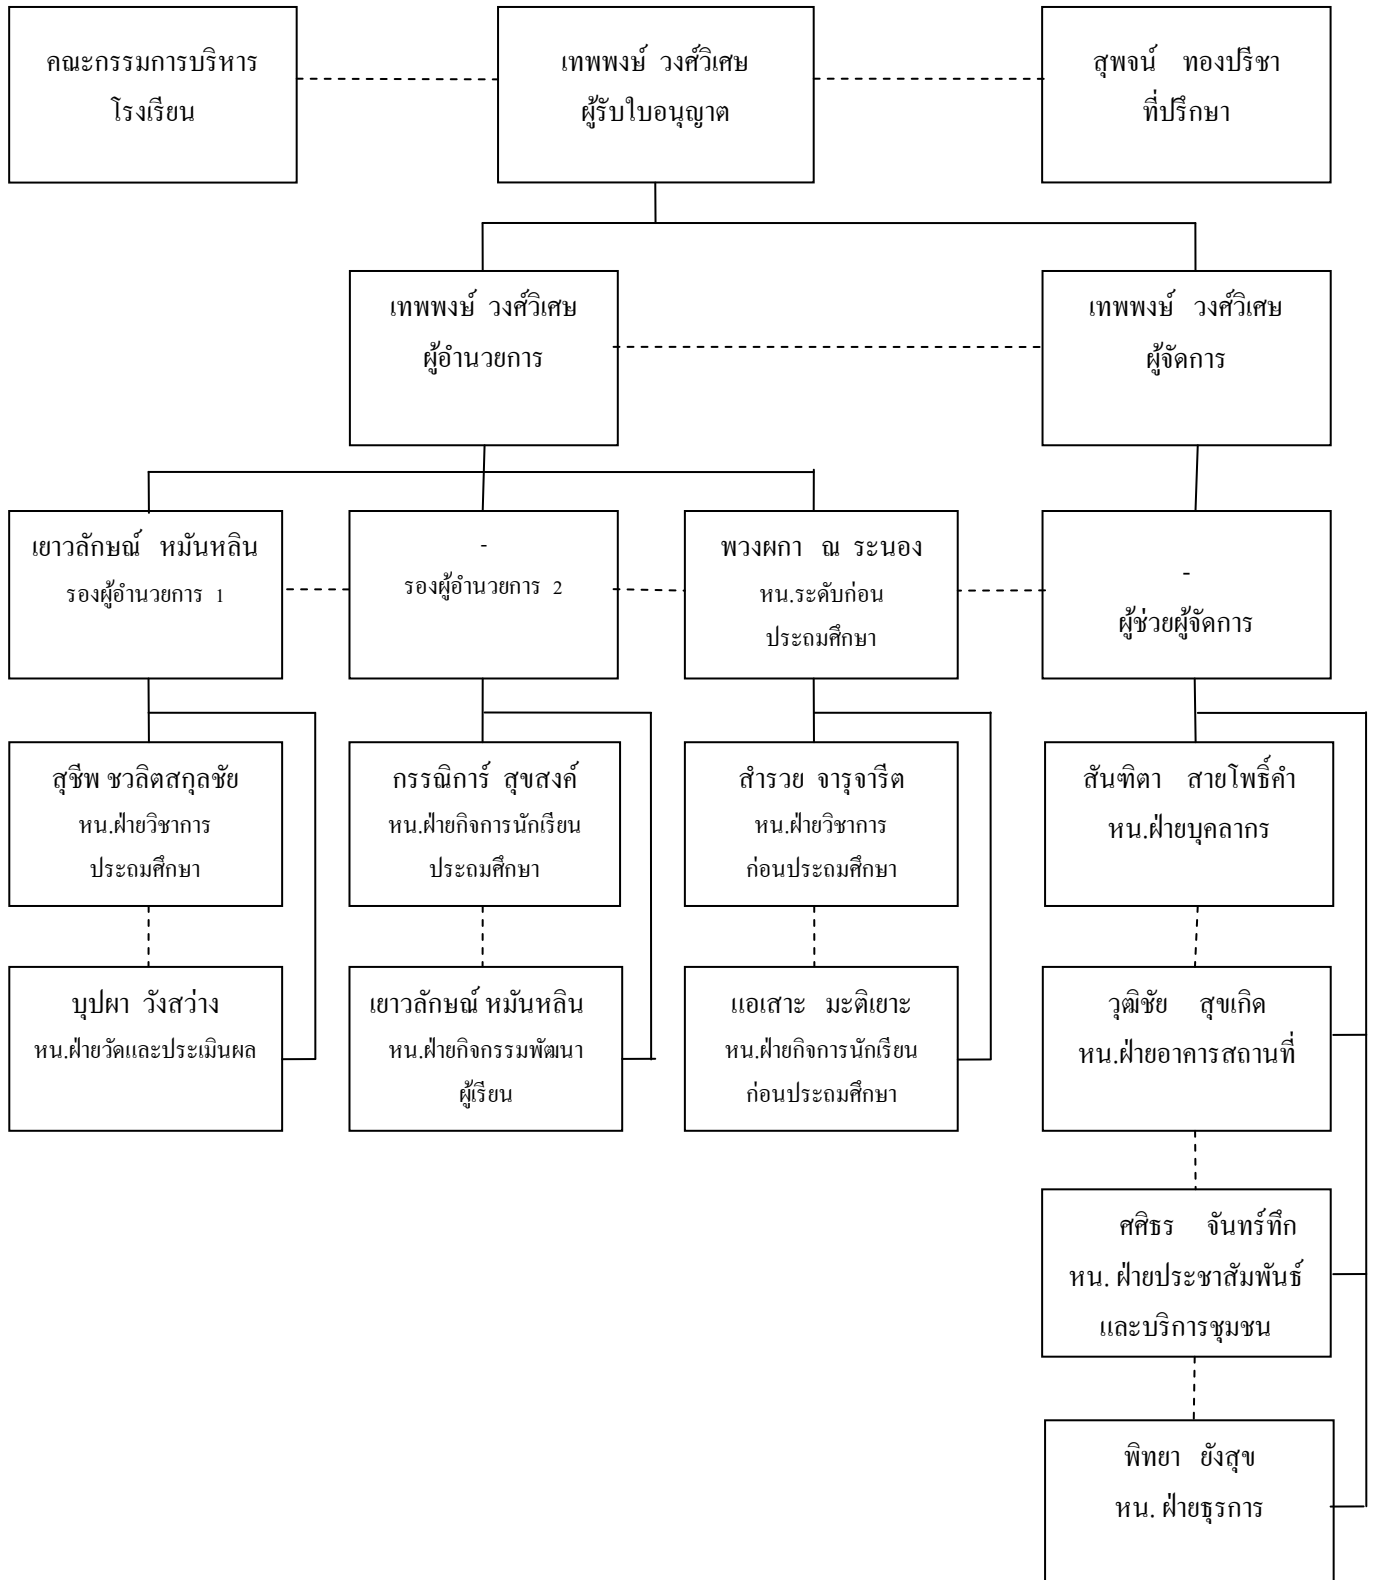 คณะกรรมการบริหาร
โรงเรียน
เทพพงษ์ วงศ์วิเศษ
ผู้รับใบอนุญาต
สุพจน์ ทองปรีชา
ที่ปรึกษา
เทพพงษ์ วงศ์วิเศษ
ผู้อำนวยการ
เทพพงษ์ วงศ์วิเศษ
ผู้จัดการ
เยาวลักษณ์ หมันหลิน
รองผู้อำนวยการ 1
-
รองผู้อำนวยการ 2
พวงผกา ณ ระนอง
หน.ระดับก่อน
ประถมศึกษา
-
ผู้ช่วยผู้จัดการ
สุชีพ ชวลิตสกุลชัย
หน.ฝ่ายวิชาการ
ประถมศึกษา
กรรณิการ์ สุขสงค์
หน.ฝ่ายกิจการนักเรียน
ประถมศึกษา
สำรวย จารุจารีต
หน.ฝ่ายวิชาการ
ก่อนประถมศึกษา
สันฑิตา สายโพธิ์คำ
หน.ฝ่ายบุคลากร
บุปผา วังสว่าง
หน.ฝ่ายวัดและประเมินผล
เยาวลักษณ์ หมันหลิน
หน.ฝ่ายกิจกรรมพัฒนา
ผู้เรียน
แอเสาะ มะติเยาะ
หน.ฝ่ายกิจการนักเรียน
ก่อนประถมศึกษา
วุฒิชัย สุขเกิด
หน.ฝ่ายอาคารสถานที่
ศศิธร จันทร์ทึก
หน. ฝ่ายประชาสัมพันธ์
และบริการชุมชน
พิทยา ยังสุข
หน. ฝ่ายธุรการ